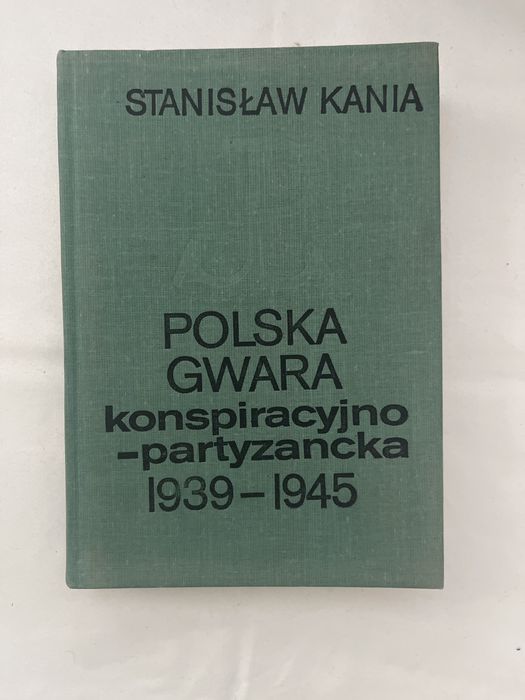 STANISŁAW KANIA
POLSKA
GWARA
konspiracyjno
-partyzancka
1939-1945